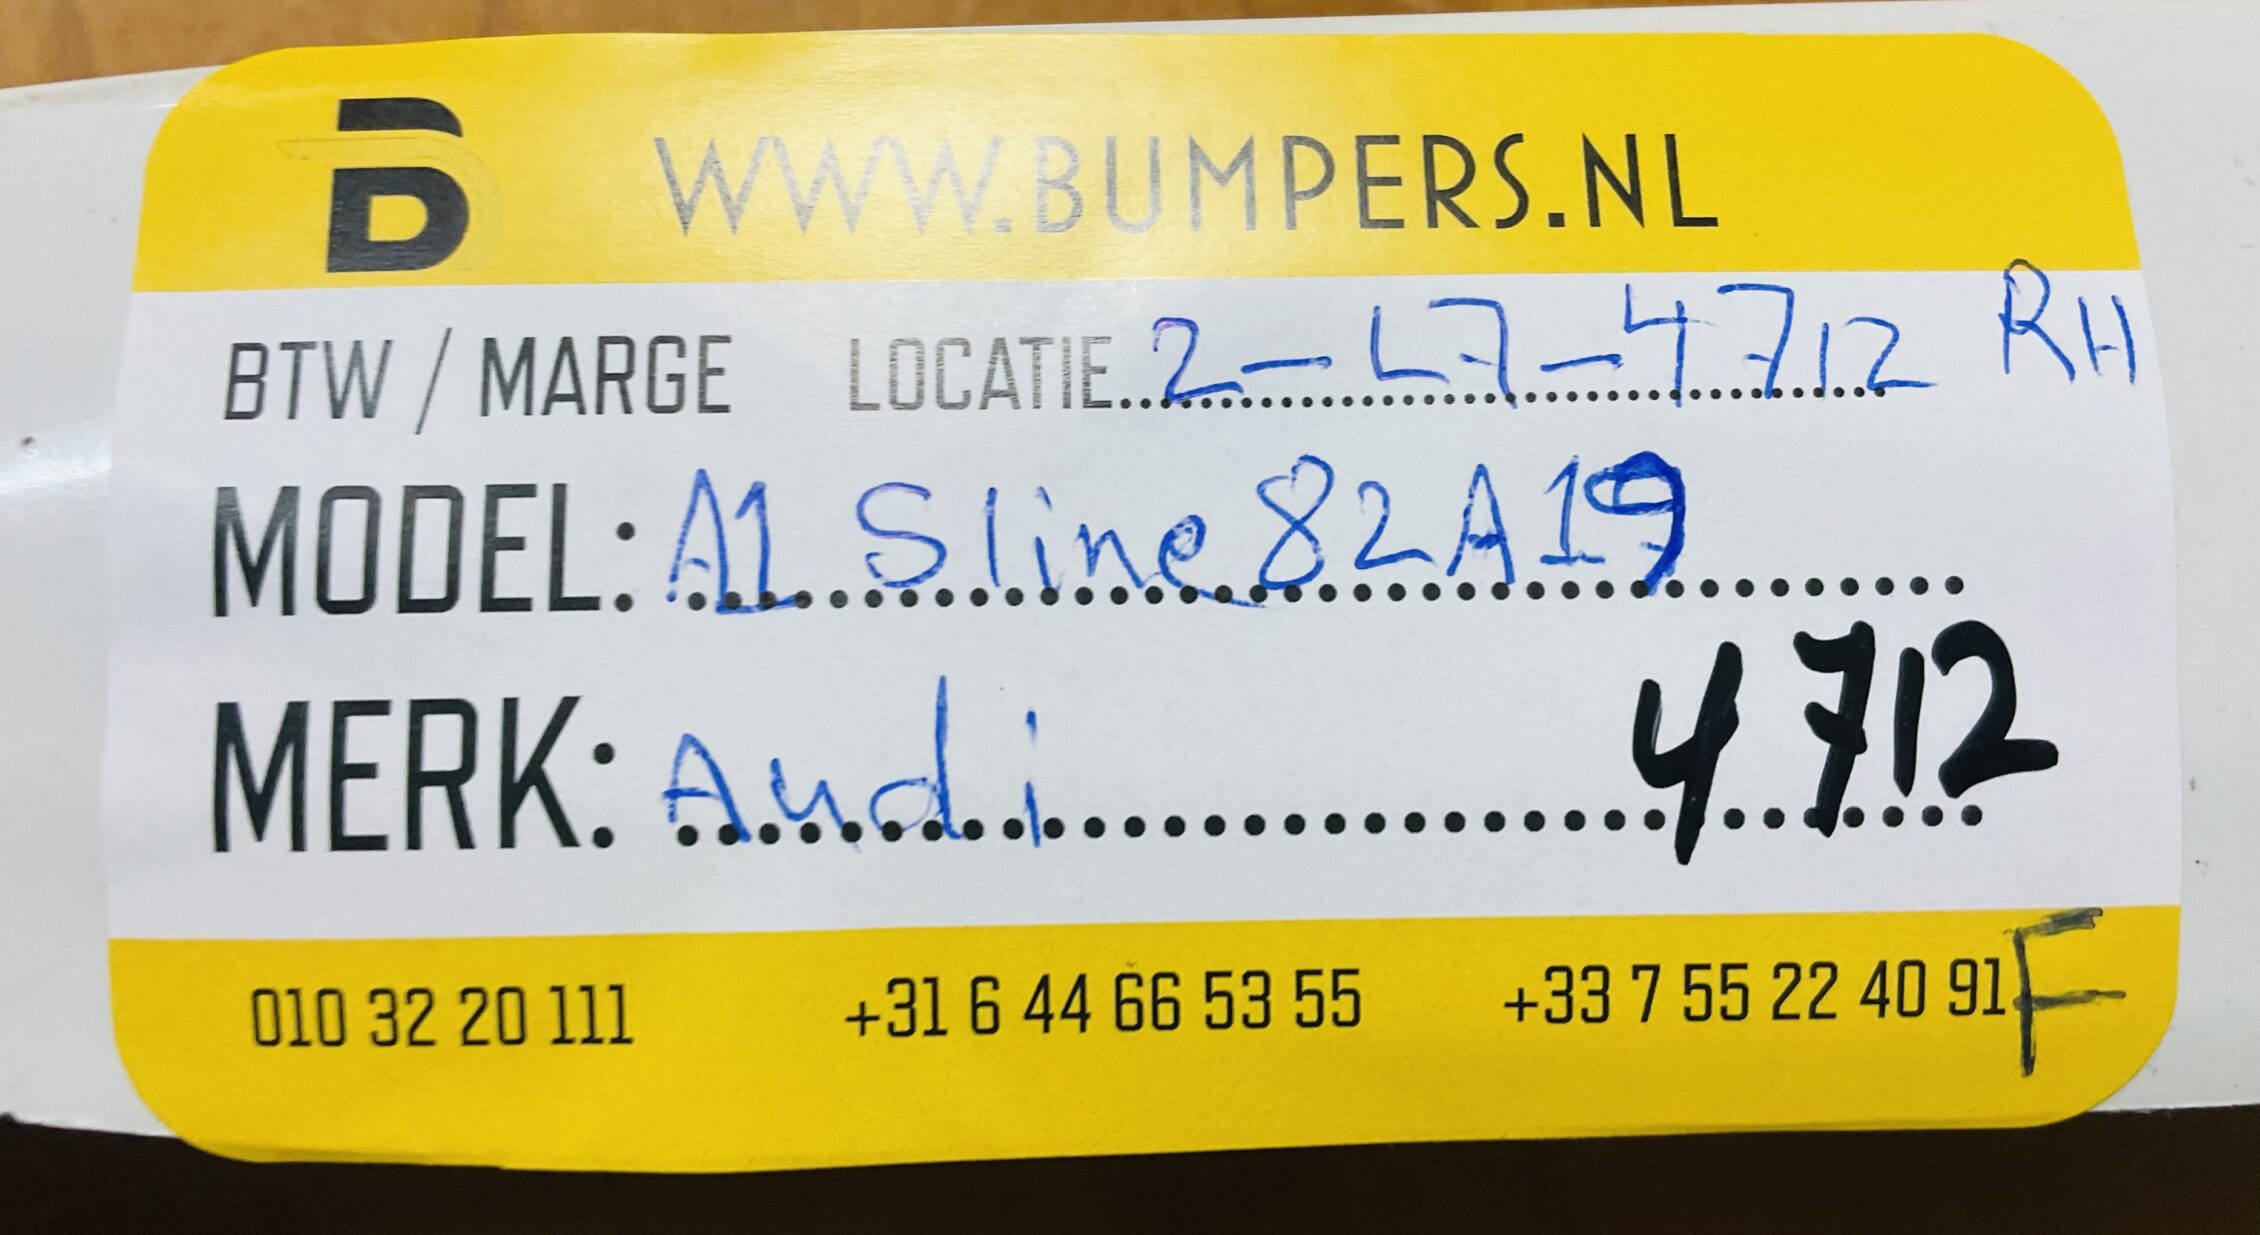 B WWW.BUMPERS.NL
BTW / MARGE LOCATIE 2-L7-4712 RH
MODEL: A1 Sline 82A19
MERK: Audi 4712
010 32 20 111 +31 6 44 66 53 55 +33 7 55 22 40 91 F